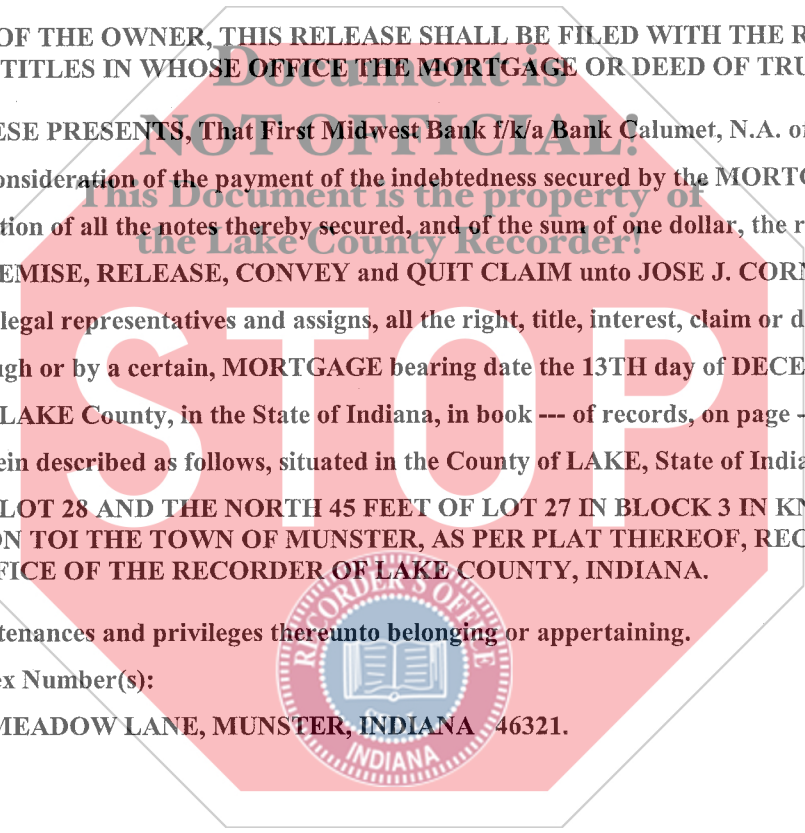 OF THE OWNER, THIS RELEASE SHALL BE FILED WITH THE R
TITLES IN WHOSE OFFICE THE MORTGAGE OR DEED OF TRU
Document is
NOT OFFICIAL!
This Document is the property of
the Lake County Recorder!
ESE PRESENTS, That First Midwest Bank f/k/a Bank Calumet, N.A. o
onsideration of the payment of the indebtedness secured by the MORTG
tion of all the notes thereby secured, and of the sum of one dollar, the r
EMISE, RELEASE, CONVEY and QUIT CLAIM unto JOSE J. CORN
legal representatives and assigns, all the right, title, interest, claim or d
ugh or by a certain, MORTGAGE bearing date the 13TH day of DECE
LAKE County, in the State of Indiana, in book --- of records, on page -
ein described as follows, situated in the County of LAKE, State of India
STOP
LOT 28 AND THE NORTH 45 FEET OF LOT 27 IN BLOCK 3 IN KN
ON TOI THE TOWN OF MUNSTER, AS PER PLAT THEREOF, REC
FICE OF THE RECORDER OF LAKE COUNTY, INDIANA.
tenances and privileges thereunto belonging or appertaining.
ex Number(s):
MEADOW LANE, MUNSTER, INDIANA 46321.
RECORDER'S OFFICE
INDIANA